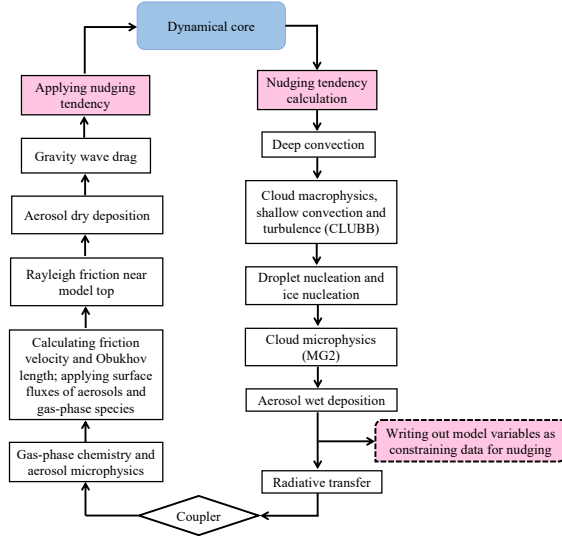 Dynamical core
Applying nudging
tendency
Nudging tendency
calculation
Gravity wave drag
Deep convection
Aerosol dry deposition
Cloud macrophysics,
shallow convection and
turbulence (CLUBB)
Rayleigh friction near
model top
Droplet nucleation and
ice nucleation
Calculating friction
velocity and Obukhov
length; applying surface
fluxes of aerosols and
gas-phase species
Cloud microphysics
(MG2)
Aerosol wet deposition
Writing out model variables as
constraining data for nudging
Gas-phase chemistry and
aerosol microphysics
Radiative transfer
Coupler